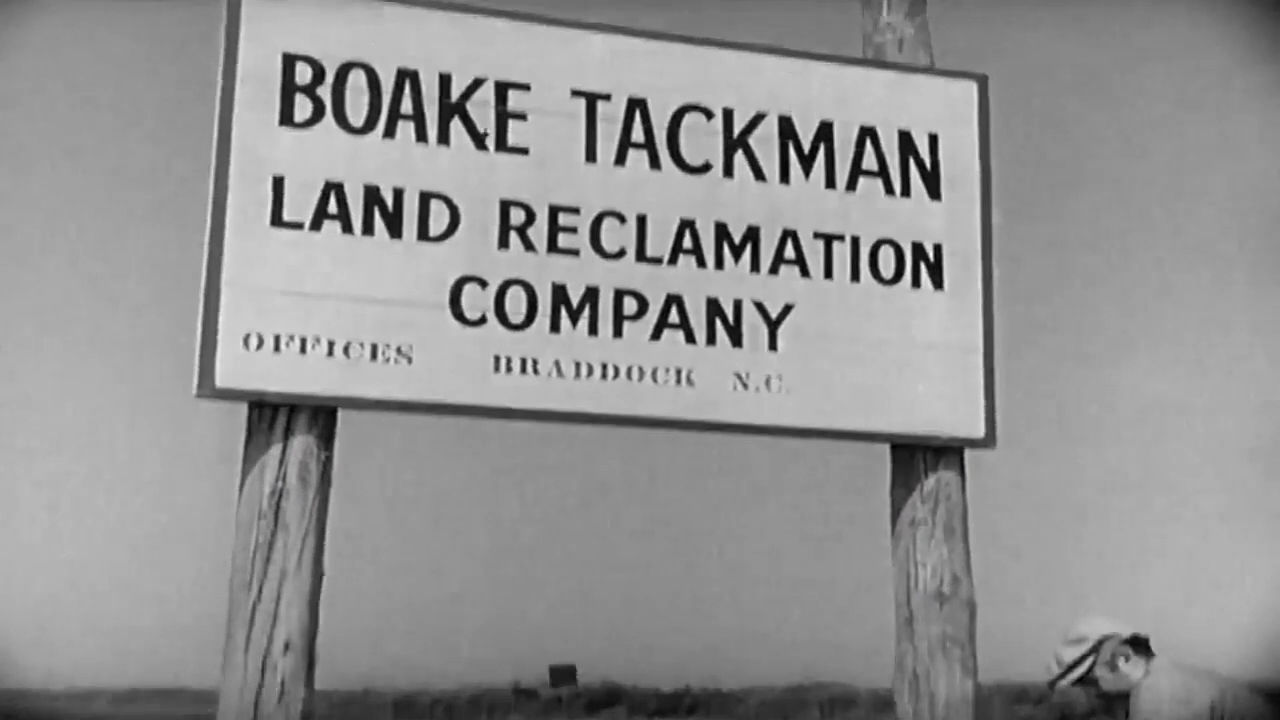 BOAKE TACKMAN
LAND RECLAMATION
COMPANY
OFFICES BRADDOCK N.C.